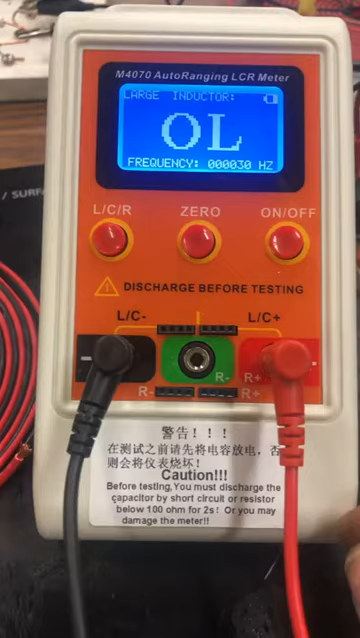 M4070 AutoRanging LCR Meter
LARGE INDUCTOR:
OL
FREQUENCY: 000030 HZ
L/C/R ZERO ON/OFF
DISCHARGE BEFORE TESTING
L/C- L/C+
R- R+
R- R+
警告！！！
在测试之前请先将电容放电，否
则会将仪表烧坏！
Caution!!!
Before testing,You must discharge the
capacitor by short circuit or resistor
below 100 ohm for 2s！Or you may
damage the meter!!